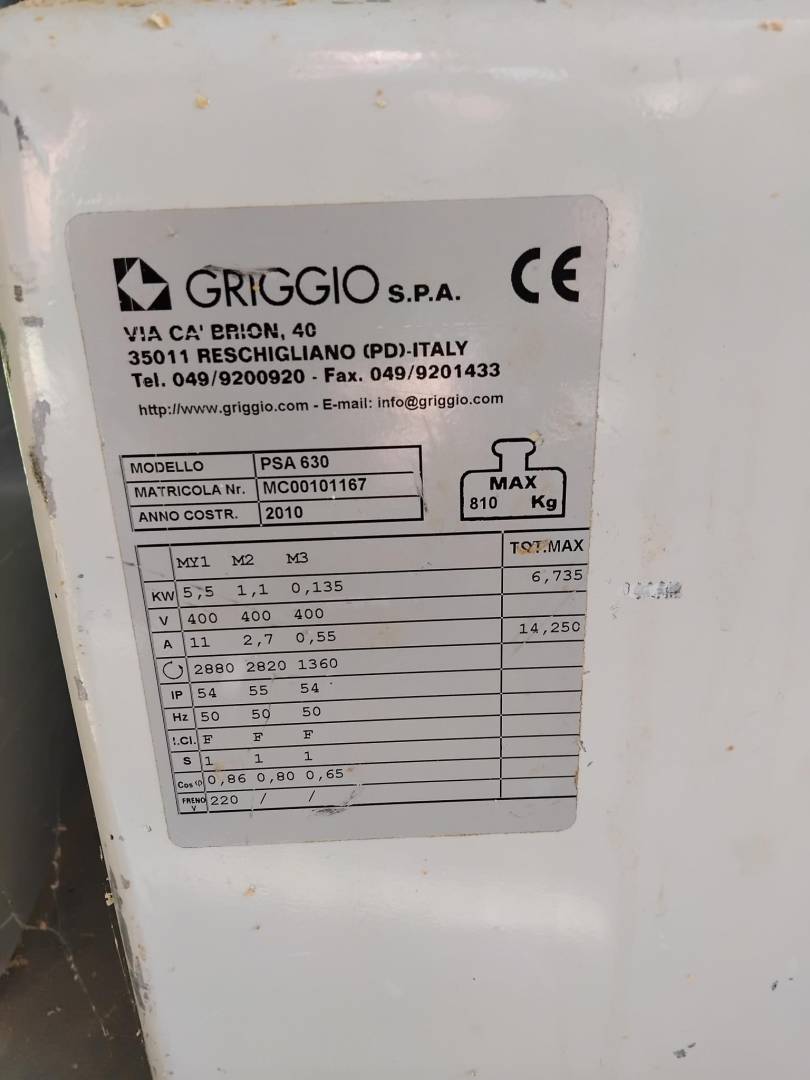 GRIGGIO S.P.A.
CE
VIA CA' BRION, 40
35011 RESCHIGLIANO (PD)-ITALY
Tel. 049/9200920 - Fax. 049/9201433
http://www.griggio.com - E-mail: info@griggio.com
MODELLO PSA 630
MATRICOLA Nr. MC00101167
ANNO COSTR. 2010
MAX
810 Kg
MY1 M2 M3 TOT.MAX
KW 5,5 1,1 0,135 6,735
V 400 400 400
A 11 2,7 0,55 14,250
2880 2820 1360
IP 54 55 54
Hz 50 50 50
I.Cl. F F F
S 1 1 1
Cos φ 0,86 0,80 0,65
FRENO V 220 / /